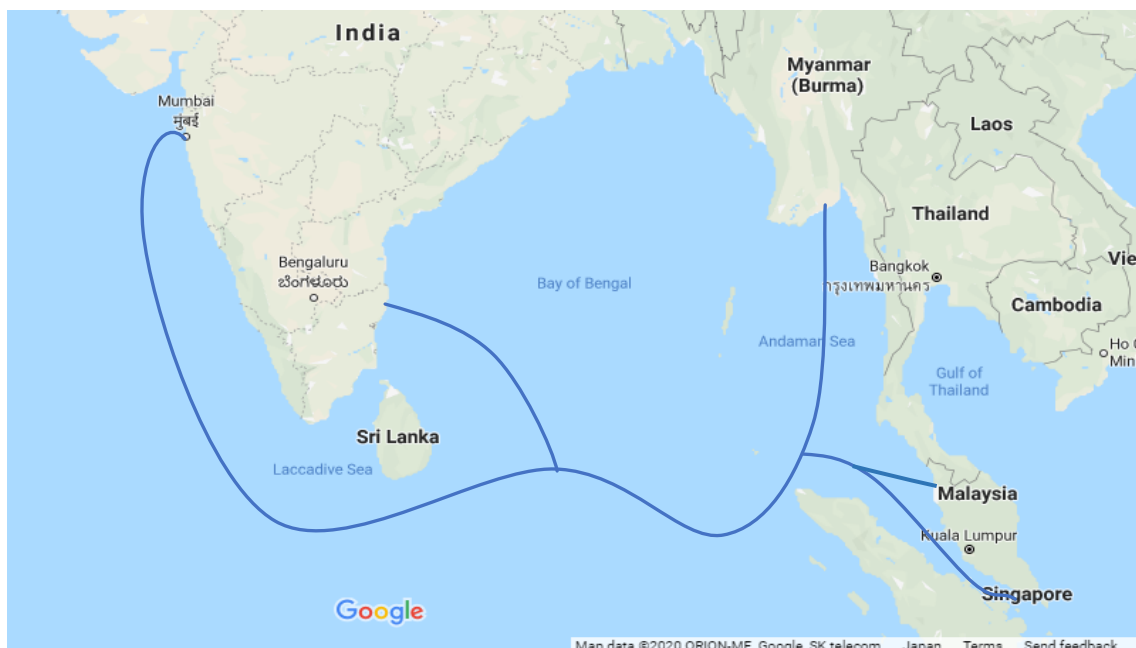 India
Myanmar
(Burma)
Mumbai
मुंबई
Laos
Thailand
Bengaluru
ಬೆಂಗಳೂರು
Bangkok
กรุงเทพมหานคร
Bay of Bengal
Cambodia
Andaman Sea
Gulf of
Thailand
Sri Lanka
Laccadive Sea
Malaysia
Kuala Lumpur
Singapore
Google
Map data ©2020 ORION-ME, Google, SK telecom Japan Terms Send feedback